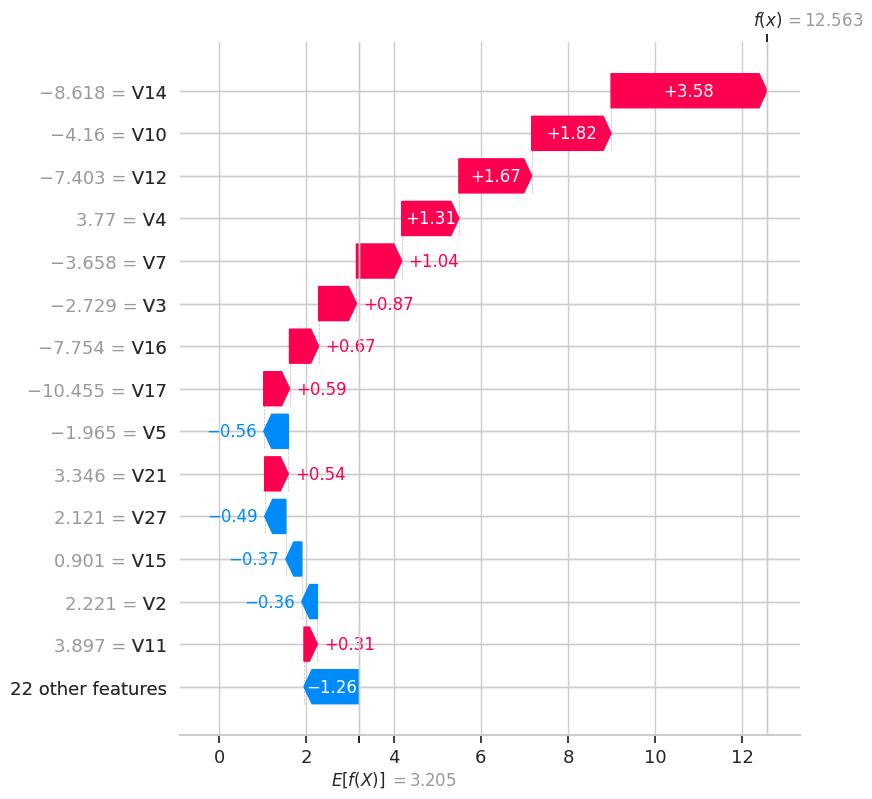 f(x) = 12.563
−8.618 = V14 +3.58
−4.16 = V10 +1.82
−7.403 = V12 +1.67
3.77 = V4 +1.31
−3.658 = V7 +1.04
−2.729 = V3 +0.87
−7.754 = V16 +0.67
−10.455 = V17 +0.59
−1.965 = V5 −0.56
3.346 = V21 +0.54
2.121 = V27 −0.49
0.901 = V15 −0.37
2.221 = V2 −0.36
3.897 = V11 +0.31
22 other features −1.26
0 2 4 6 8 10 12
E[f(X)] = 3.205